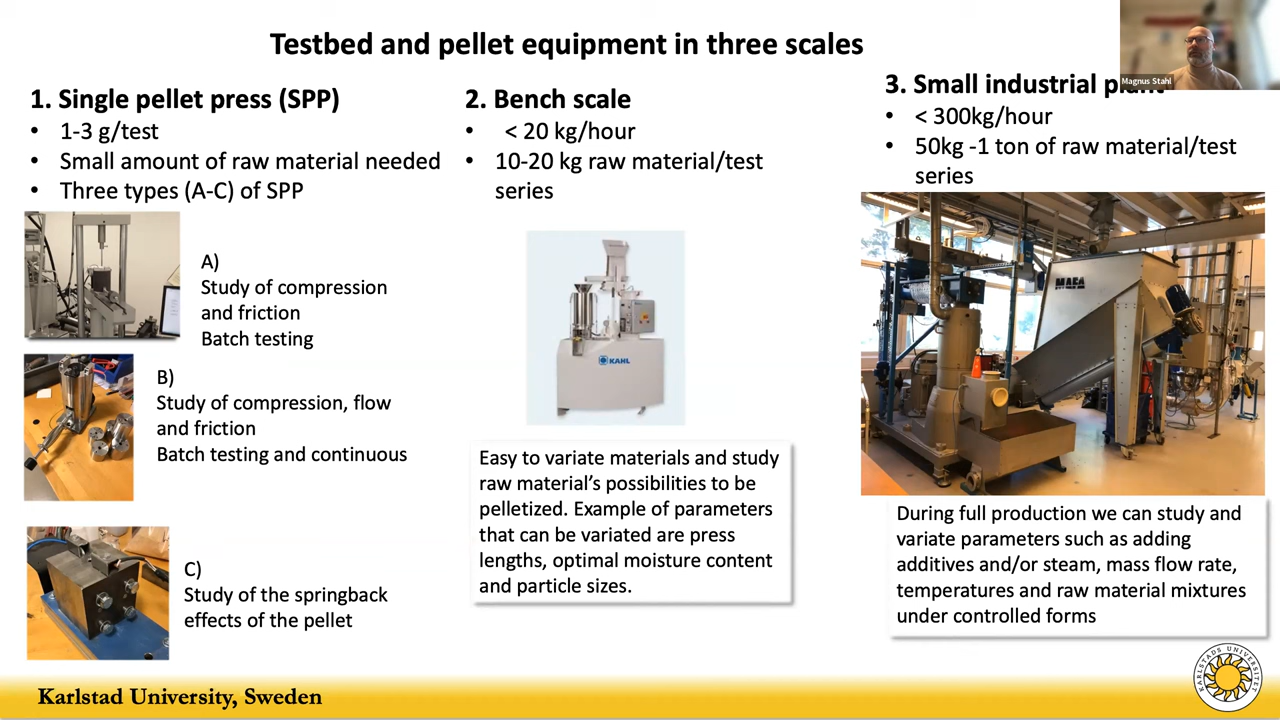 Testbed and pellet equipment in three scales
Magnus Stahl
1. Single pellet press (SPP)
• 1-3 g/test
• Small amount of raw material needed
• Three types (A-C) of SPP
A)
Study of compression
and friction
Batch testing
B)
Study of compression, flow
and friction
Batch testing and continuous
C)
Study of the springback
effects of the pellet
2. Bench scale
• < 20 kg/hour
• 10-20 kg raw material/test
series
KAHL
Easy to variate materials and study
raw material's possibilities to be
pelletized. Example of parameters
that can be variated are press
lengths, optimal moisture content
and particle sizes.
3. Small industrial plant
• < 300kg/hour
• 50kg -1 ton of raw material/test
series
During full production we can study and
variate parameters such as adding
additives and/or steam, mass flow rate,
temperatures and raw material mixtures
under controlled forms
KARLSTADS UNIVERSITET
Karlstad University, Sweden